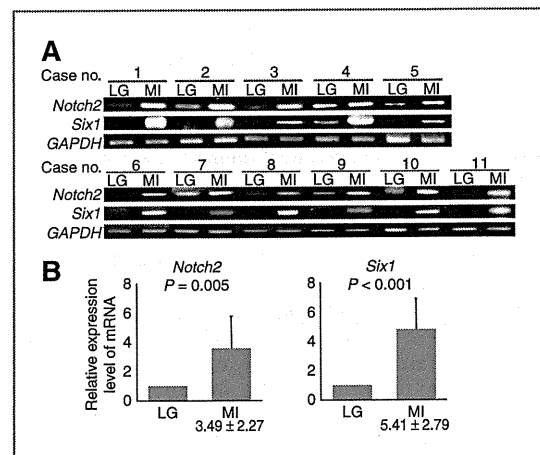 A
Case no. 1 2 3 4 5
LG MI LG MI LG MI LG MI LG MI
Notch2
Six1
GAPDH
Case no. 6 7 8 9 10 11
LG MI LG MI LG MI LG MI LG MI LG MI
Notch2
Six1
GAPDH
B
Relative expression
level of mRNA
Notch2
P = 0.005
8
6
4
2
0
LG MI
3.49 ± 2.27
Six1
P < 0.001
8
6
4
2
0
LG MI
5.41 ± 2.79